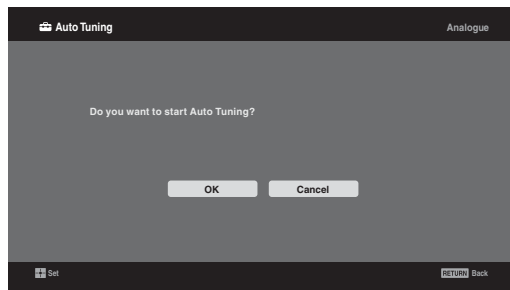 Auto Tuning
Analogue
Do you want to start Auto Tuning?
OK Cancel
Set
RETURN Back